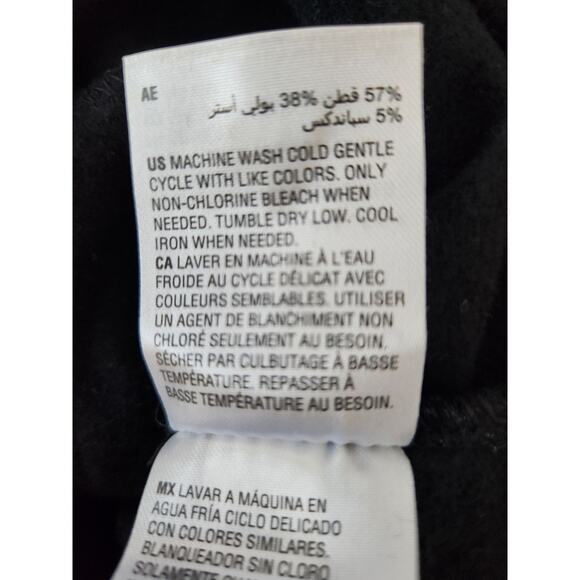 AE
57% قطن 38% بولي أستر
5% سباندكس
US MACHINE WASH COLD GENTLE
CYCLE WITH LIKE COLORS. ONLY
NON-CHLORINE BLEACH WHEN
NEEDED. TUMBLE DRY LOW. COOL
IRON WHEN NEEDED.
CA LAVER EN MACHINE À L'EAU
FROIDE AU CYCLE DÉLICAT AVEC
COULEURS SEMBLABLES. UTILISER
UN AGENT DE BLANCHIMENT NON
CHLORÉ SEULEMENT AU BESOIN.
SÉCHER PAR CULBUTAGE À BASSE
TEMPÉRATURE. REPASSER À
BASSE TEMPÉRATURE AU BESOIN.
MX LAVAR A MÁQUINA EN
AGUA FRÍA CICLO DELICADO
CON COLORES SIMILARES.
BLANQUEADOR SIN CLORO
SOLAMENTE